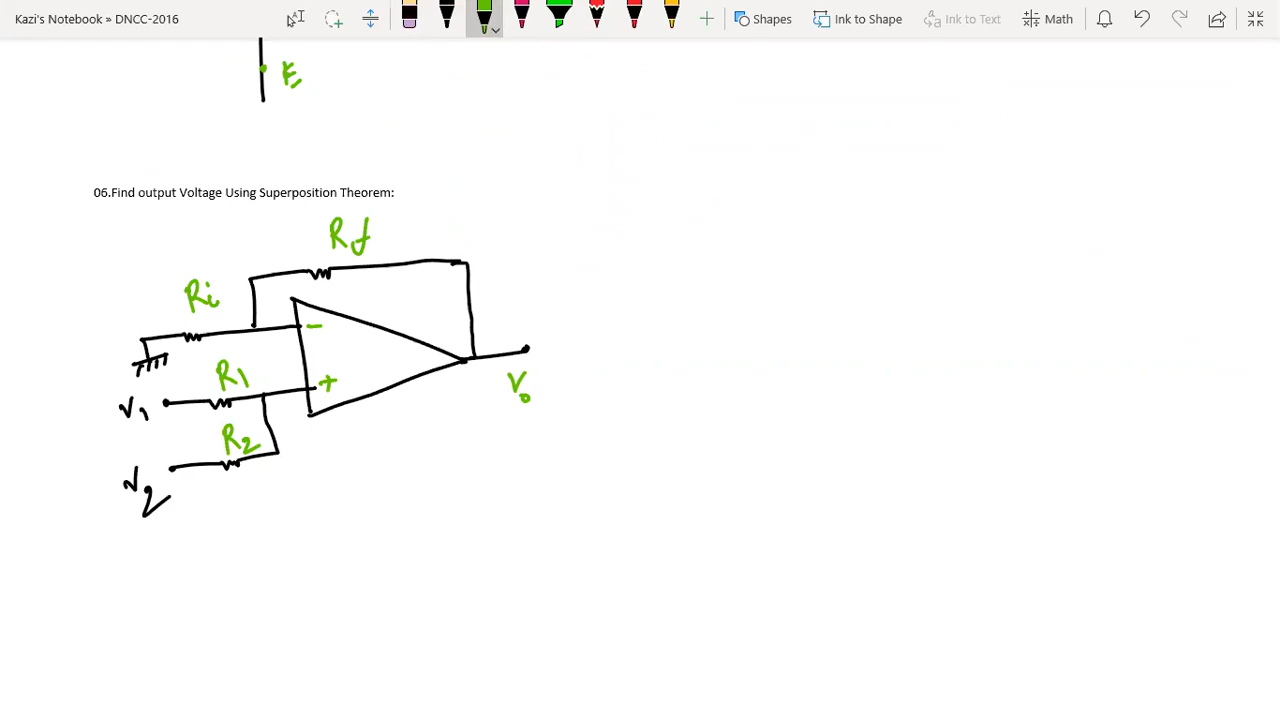 Kazi's Notebook » DNCC-2016
Shapes
Ink to Shape
Ink to Text
Math
E
06.Find output Voltage Using Superposition Theorem:
Rf
Ri
-
R1
+
V1
Vo
R2
V2